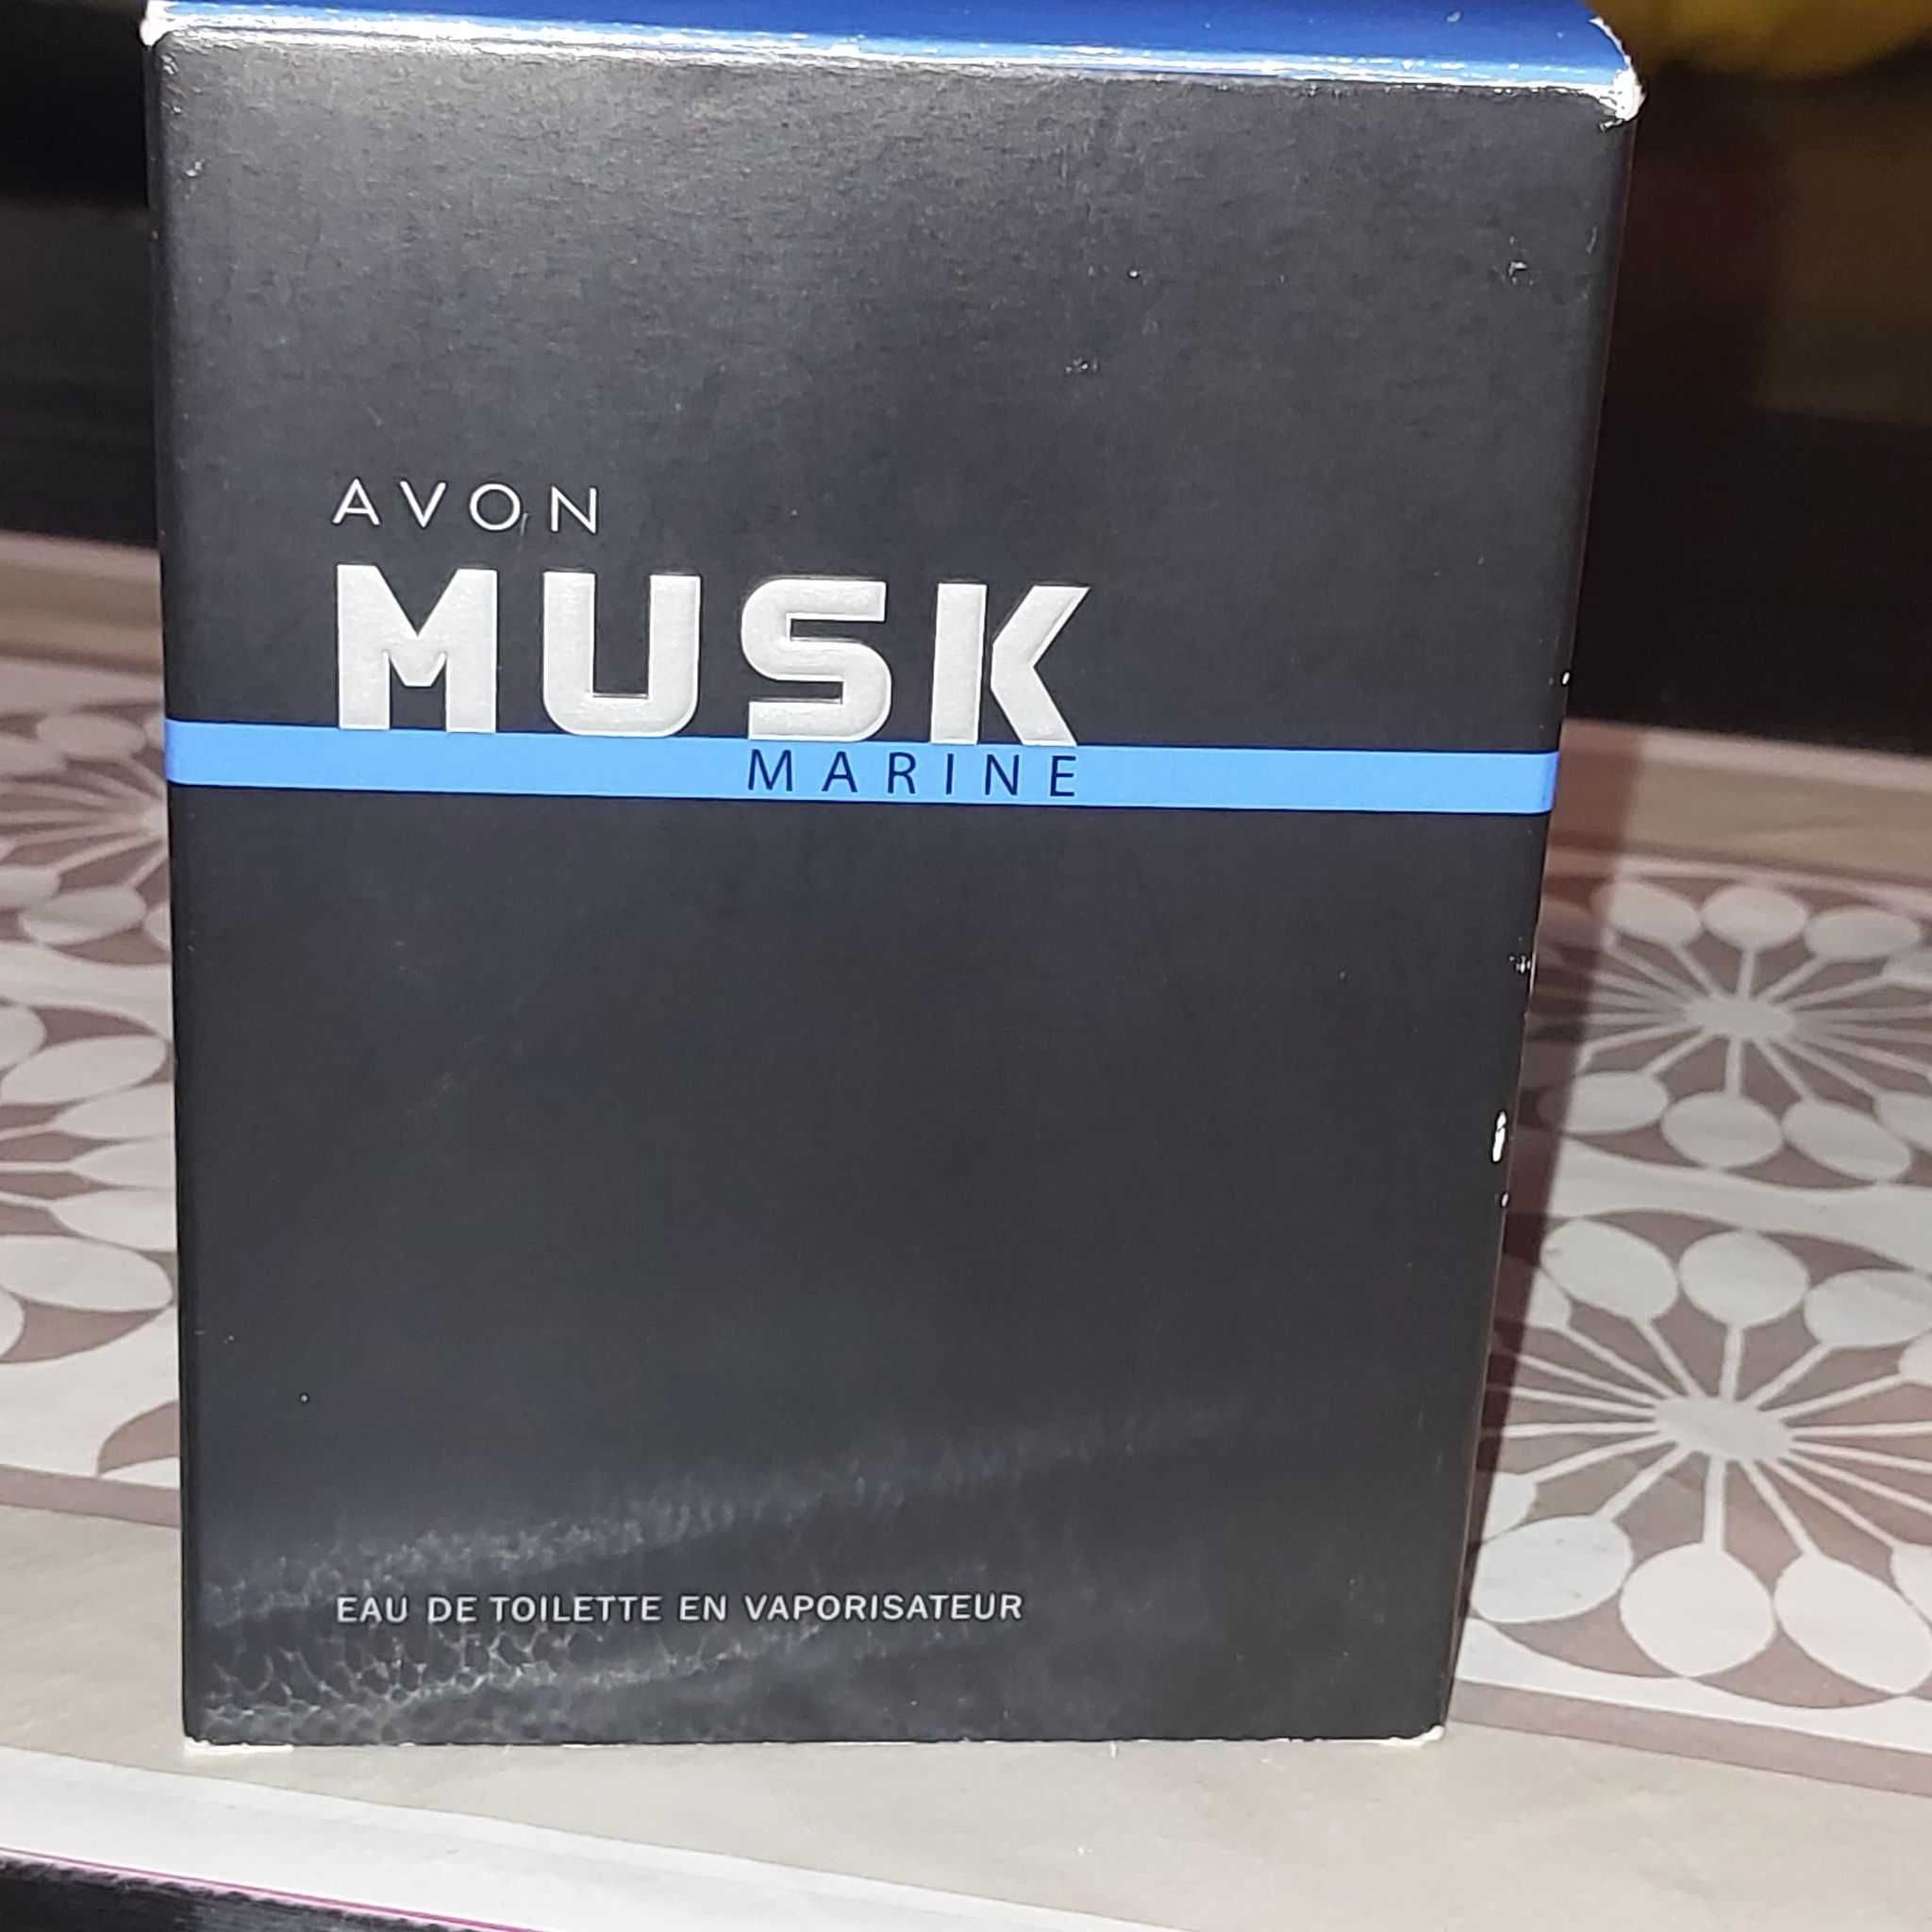 AVON
MUSK
MARINE
EAU DE TOILETTE EN VAPORISATEUR